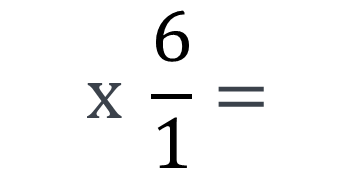 x 6/1 =